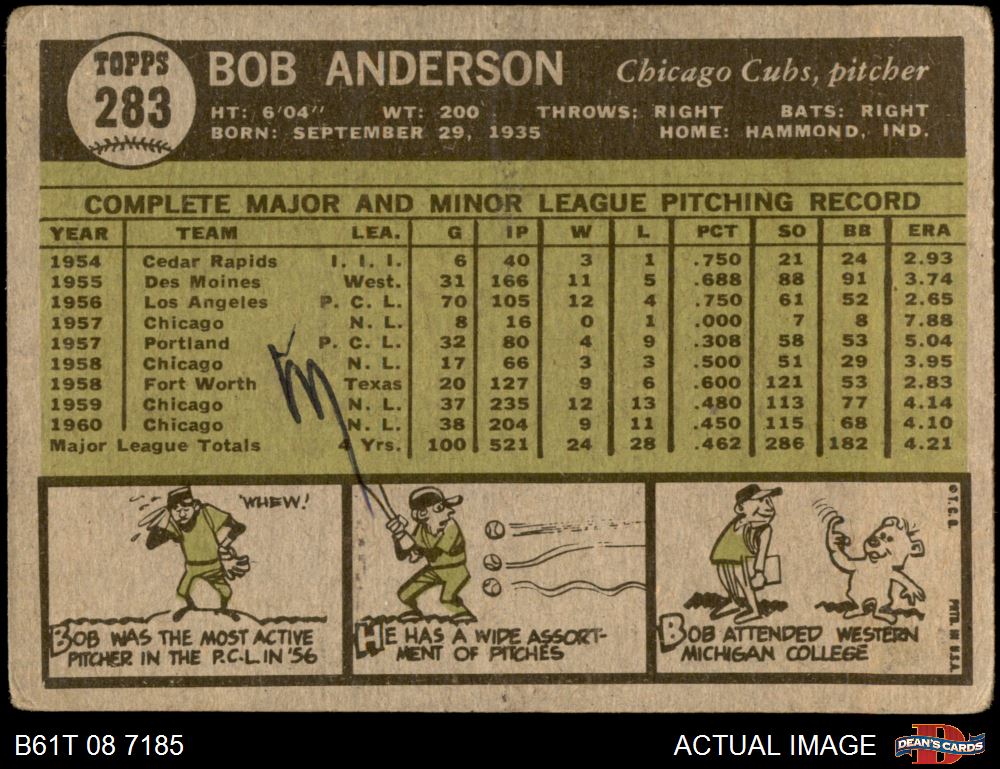 TOPPS
283
BOB ANDERSON Chicago Cubs, pitcher
HT: 6'04" WT: 200 THROWS: RIGHT BATS: RIGHT
BORN: SEPTEMBER 29, 1935 HOME: HAMMOND, IND.
COMPLETE MAJOR AND MINOR LEAGUE PITCHING RECORD
YEAR TEAM LEA. G IP W L PCT SO BB ERA
1954 Cedar Rapids I. I. I. 6 40 3 1 .750 21 24 2.93
1955 Des Moines West. 31 166 11 5 .688 88 91 3.74
1956 Los Angeles P. C. L. 70 105 12 4 .750 61 52 2.65
1957 Chicago N. L. 8 16 0 1 .000 7 8 7.88
1957 Portland P. C. L. 32 80 4 9 .308 58 53 5.04
1958 Chicago N. L. 17 66 3 3 .500 51 29 3.95
1958 Fort Worth Texas 20 127 9 6 .600 121 53 2.83
1959 Chicago N. L. 37 235 12 13 .480 113 77 4.14
1960 Chicago N. L. 38 204 9 11 .450 115 68 4.10
Major League Totals 4 Yrs. 100 521 24 28 .462 286 182 4.21
'WHEW!
BOB WAS THE MOST ACTIVE
PITCHER IN THE P.C.L. IN '56
HE HAS A WIDE ASSORT-
MENT OF PITCHES
BOB ATTENDED WESTERN
MICHIGAN COLLEGE
© T. C. G. PRTD. IN U.S.A.
B61T 08 7185 ACTUAL IMAGE DEAN'S CARDS